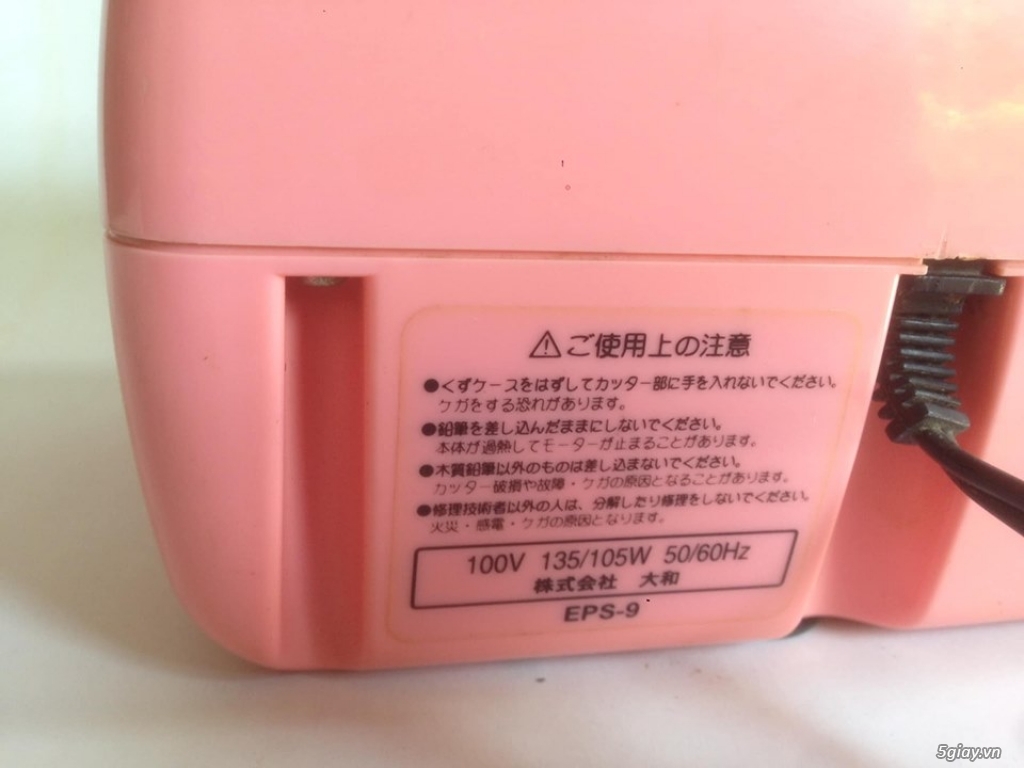 ⚠ご使用上の注意
●くずケースをはずしてカッター部に手を入れないでください。
ケガをする恐れがあります。
●鉛筆を差し込んだままにしないでください。
本体が過熱してモーターが止まることがあります。
●木質鉛筆以外のものは差し込まないでください。
カッター破損や故障・ケガの原因となることがあります。
●修理技術者以外の人は、分解したり修理をしないでください。
火災・感電・ケガの原因となります。
100V 135/105W 50/60Hz
株式会社 大和
EPS-9
5giay.vn